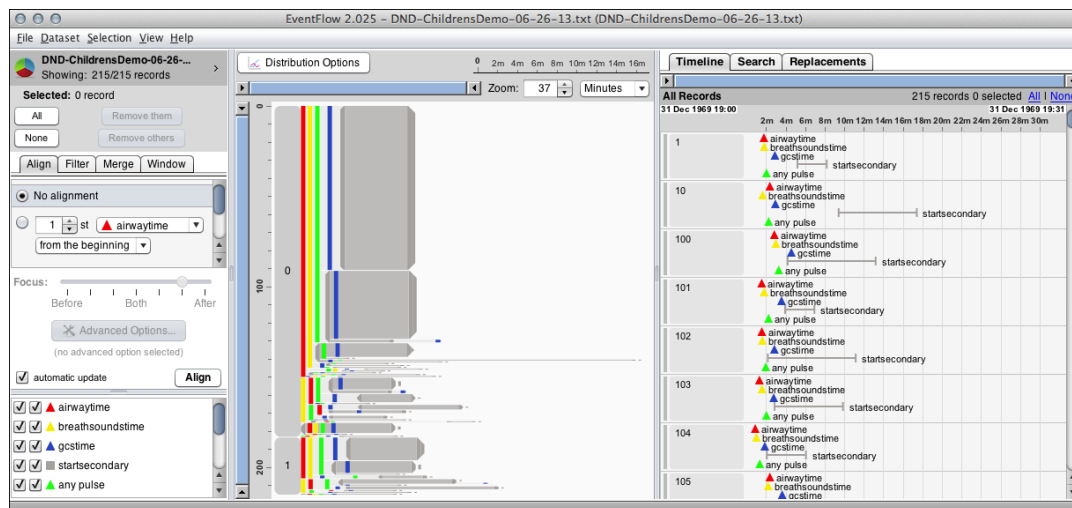 EventFlow 2.025 – DND-ChildrensDemo-06-26-13.txt (DND-ChildrensDemo-06-26-13.txt)
File Dataset Selection View Help
DND-ChildrensDemo-06-26-...
Showing: 215/215 records
Selected: 0 record
All Remove them
None Remove others
Align Filter Merge Window
No alignment
1 st airwaytime
from the beginning
Focus:
Before Both After
Advanced Options...
(no advanced option selected)
automatic update Align
airwaytime
breathsoundstime
gcstime
startsecondary
any pulse
Distribution Options
0 2m 4m 6m 8m 10m 12m 14m 16m
Zoom: 37 Minutes
0
100
200
0
1
Timeline Search Replacements
All Records 215 records 0 selected All | None
31 Dec 1969 19:00 31 Dec 1969 19:31
2m 4m 6m 8m 10m 12m 14m 16m 18m 20m 22m 24m 26m 28m 30m
1
airwaytime
breathsoundstime
gcstime
startsecondary
any pulse
10
airwaytime
breathsoundstime
gcstime
startsecondary
any pulse
100
airwaytime
breathsoundstime
gcstime
startsecondary
any pulse
101
airwaytime
breathsoundstime
gcstime
startsecondary
any pulse
102
airwaytime
breathsoundstime
gcstime
startsecondary
any pulse
103
airwaytime
breathsoundstime
gcstime
startsecondary
any pulse
104
airwaytime
breathsoundstime
gcstime
startsecondary
any pulse
105
airwaytime
breathsoundstime
gcstime